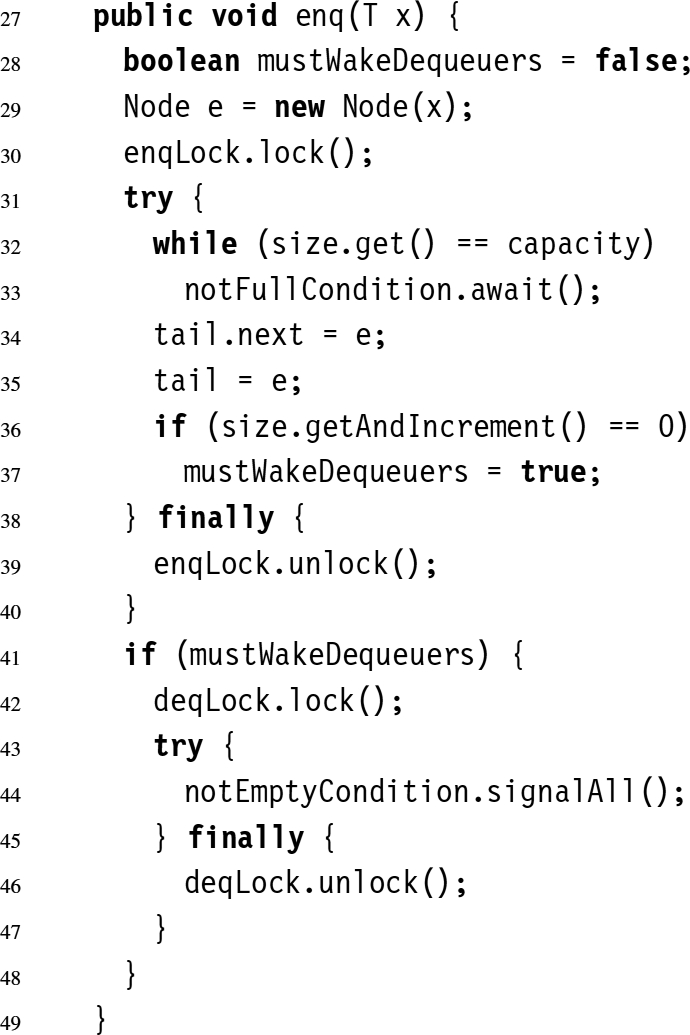 27 public void enq(T x) {
28 boolean mustWakeDequeuers = false;
29 Node e = new Node(x);
30 enqLock.lock();
31 try {
32 while (size.get() == capacity)
33 notFullCondition.await();
34 tail.next = e;
35 tail = e;
36 if (size.getAndIncrement() == 0)
37 mustWakeDequeuers = true;
38 } finally {
39 enqLock.unlock();
40 }
41 if (mustWakeDequeuers) {
42 deqLock.lock();
43 try {
44 notEmptyCondition.signalAll();
45 } finally {
46 deqLock.unlock();
47 }
48 }
49 }